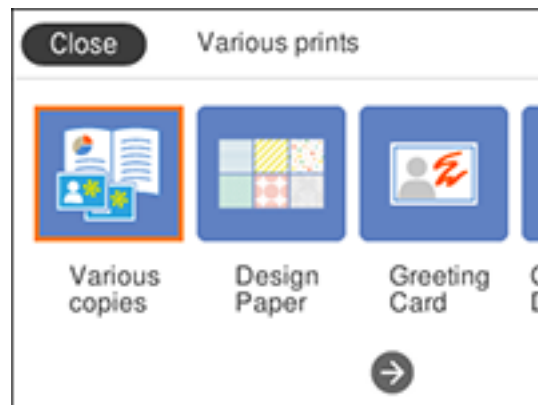 Close
Various prints
Various
copies
Design
Paper
Greeting
Card